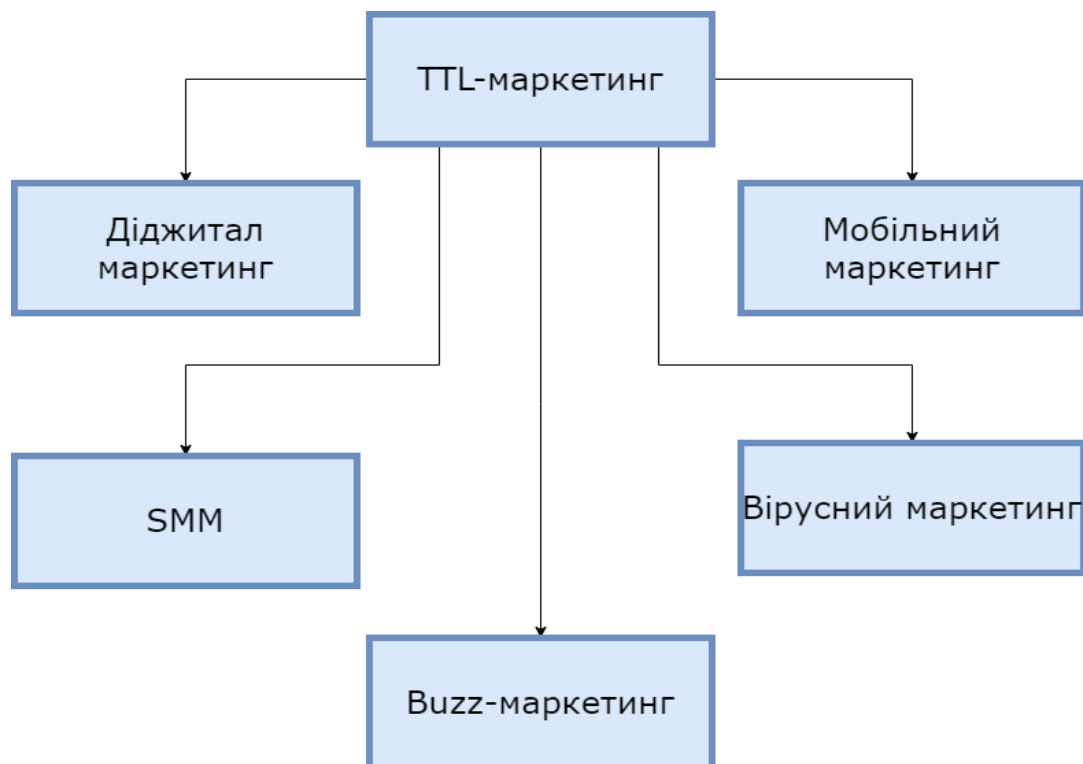 TTL-маркетинг
Діджитал
маркетинг
Мобільний
маркетинг
SMM
Вірусний маркетинг
Buzz-маркетинг